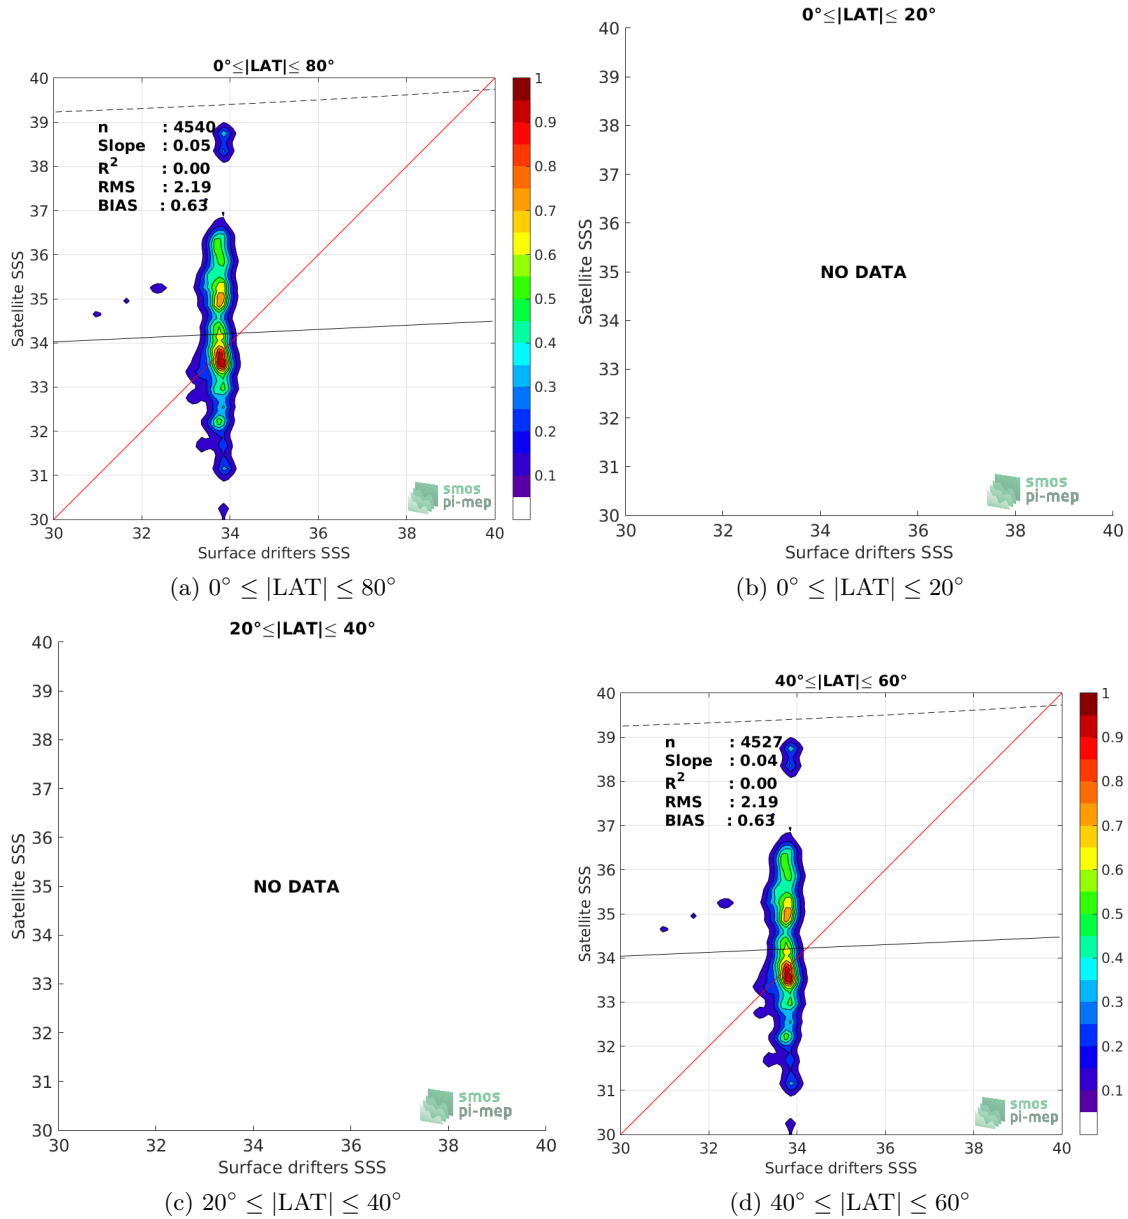 0°≤|LAT|≤ 80°
40
39
38
37
36
35
34
33
32
31
30
Satellite SSS
n : 4540
Slope : 0.05
R2 : 0.00
RMS : 2.19
BIAS : 0.63
1
0.9
0.8
0.7
0.6
0.5
0.4
0.3
0.2
0.1
smos
pi-mep
30 32 34 36 38 40
Surface drifters SSS
(a) 0° ≤ |LAT| ≤ 80°
0°≤|LAT|≤ 20°
40
39
38
37
36
35
34
33
32
31
30
Satellite SSS
NO DATA
smos
pi-mep
30 32 34 36 38 40
Surface drifters SSS
(b) 0° ≤ |LAT| ≤ 20°
20°≤|LAT|≤ 40°
40
39
38
37
36
35
34
33
32
31
30
Satellite SSS
NO DATA
smos
pi-mep
30 32 34 36 38 40
Surface drifters SSS
(c) 20° ≤ |LAT| ≤ 40°
40°≤|LAT|≤ 60°
40
39
38
37
36
35
34
33
32
31
30
Satellite SSS
n : 4527
Slope : 0.04
R2 : 0.00
RMS : 2.19
BIAS : 0.63
1
0.9
0.8
0.7
0.6
0.5
0.4
0.3
0.2
0.1
smos
pi-mep
30 32 34 36 38 40
Surface drifters SSS
(d) 40° ≤ |LAT| ≤ 60°